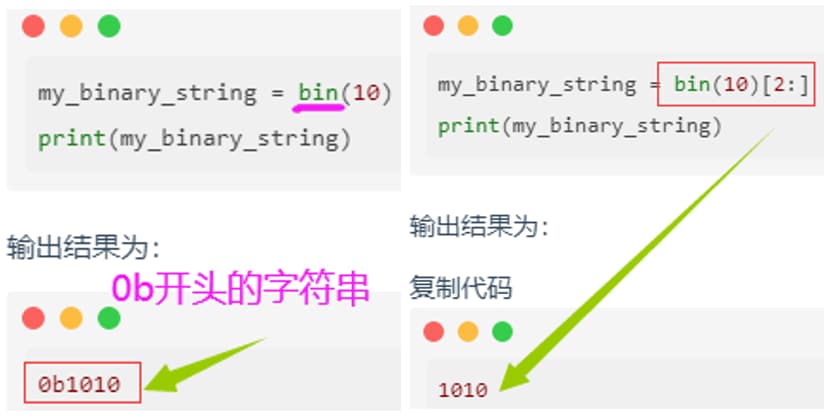 my_binary_string = bin(10)
print(my_binary_string)
输出结果为：
0b开头的字符串
0b1010
my_binary_string = bin(10)[2:]
print(my_binary_string)
输出结果为：
复制代码
1010